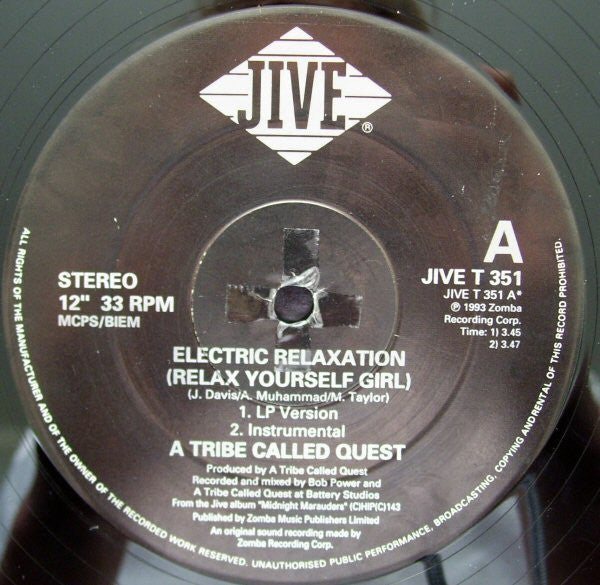 JIVE
®
A
STEREO
12" 33 RPM
MCPS/BIEM
JIVE T 351
JIVE T 351 A*
℗ 1993 Zomba
Recording Corp.
Time: 1) 3.45
2) 3.47
ELECTRIC RELAXATION
(RELAX YOURSELF GIRL)
(J. Davis/A. Muhammad/M. Taylor)
1. LP Version
2. Instrumental
A TRIBE CALLED QUEST
Produced by A Tribe Called Quest
Recorded and mixed by Bob Power and
A Tribe Called Quest at Battery Studios
From the Jive album "Midnight Marauders" (C)HIP(C)143
Published by Zomba Music Publishers Limited
An original sound recording made by
Zomba Recording Corp.
ALL RIGHTS OF THE MANUFACTURER AND OF THE OWNER OF THE RECORDED WORK RESERVED. UNAUTHORISED PUBLIC PERFORMANCE, BROADCASTING, COPYING ANDRENTAL OF THIS RECORD PROHIBITED.